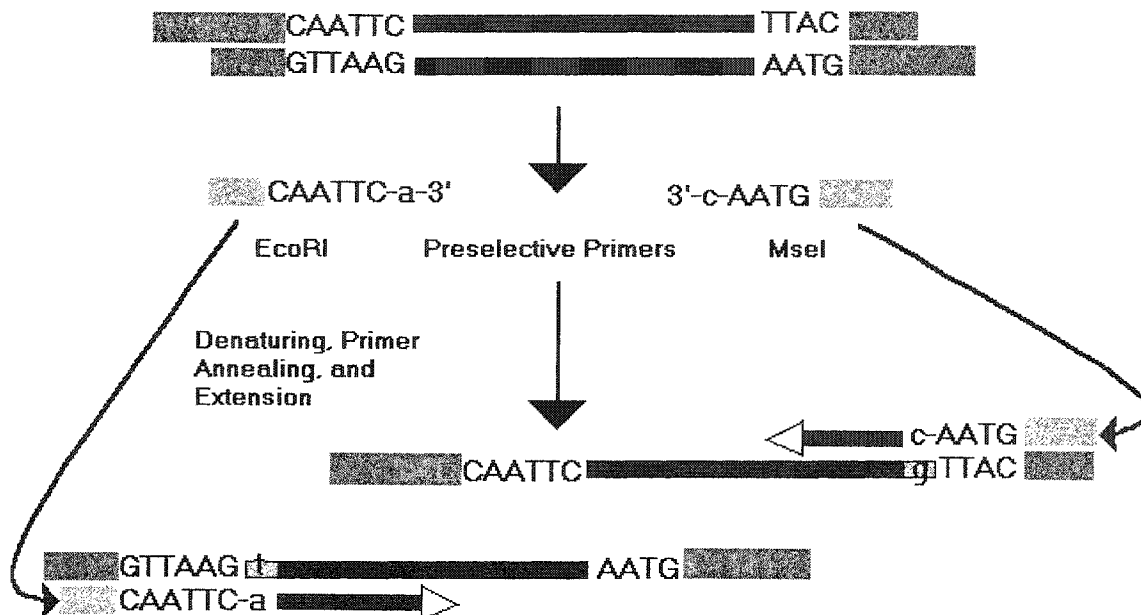 CAATTC TTAC
GTTAAG AATG
CAATTC-a-3' 3'-c-AATG
EcoRI Preselective Primers MseI
Denaturing, Primer
Annealing, and
Extension
c-AATG
CAATTC g TTAC
GTTAAG t AATG
CAATTC-a